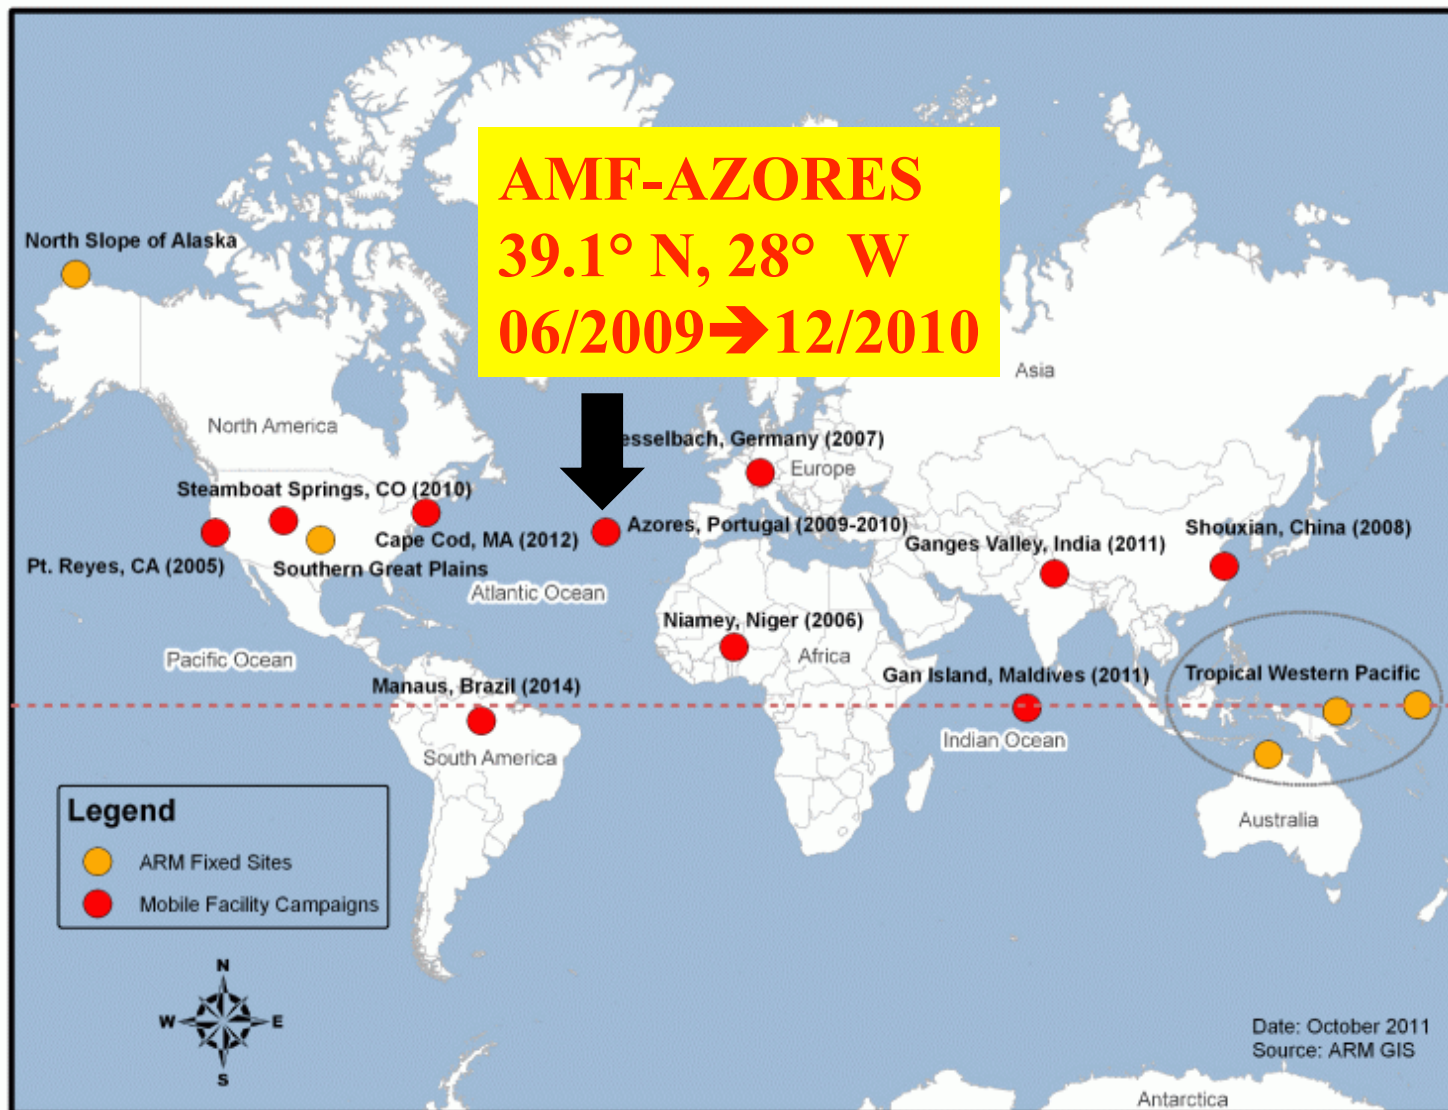 AMF-AZORES
39.1° N, 28° W
06/2009➔12/2010
North Slope of Alaska
Asia
North America
esselbach, Germany (2007)
Europe
Steamboat Springs, CO (2010)
Azores, Portugal (2009-2010)
Shouxian, China (2008)
Cape Cod, MA (2012)
Ganges Valley, India (2011)
Pt. Reyes, CA (2005)
Southern Great Plains
Atlantic Ocean
Niamey, Niger (2006)
Africa
Pacific Ocean
Gan Island, Maldives (2011)
Tropical Western Pacific
Manaus, Brazil (2014)
Indian Ocean
South America
Australia
Legend
ARM Fixed Sites
Mobile Facility Campaigns
N
W
E
S
Date: October 2011
Source: ARM GIS
Antarctica